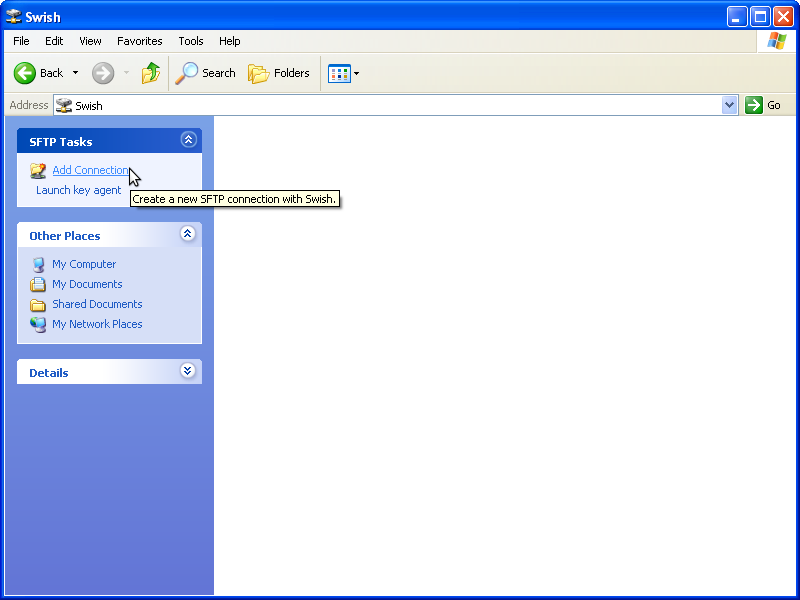 Swish
File Edit View Favorites Tools Help
Back Search Folders
Address Swish Go
SFTP Tasks
Add Connection
Launch key agent
Create a new SFTP connection with Swish.
Other Places
My Computer
My Documents
Shared Documents
My Network Places
Details